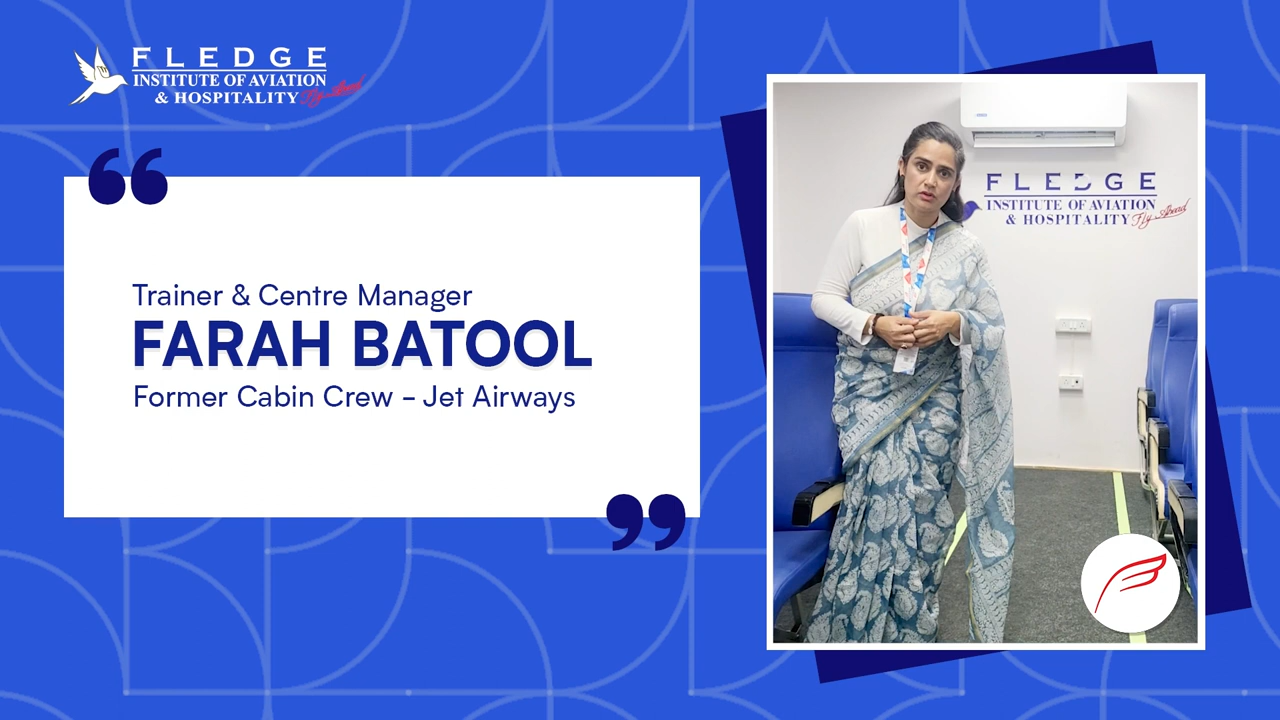 FLEDGE
INSTITUTE OF AVIATION
& HOSPITALITY Fly Ahead
“
Trainer & Centre Manager
FARAH BATOOL
Former Cabin Crew - Jet Airways
”
FLEDGE
INSTITUTE OF AVIATION
& HOSPITALITY Fly Ahead